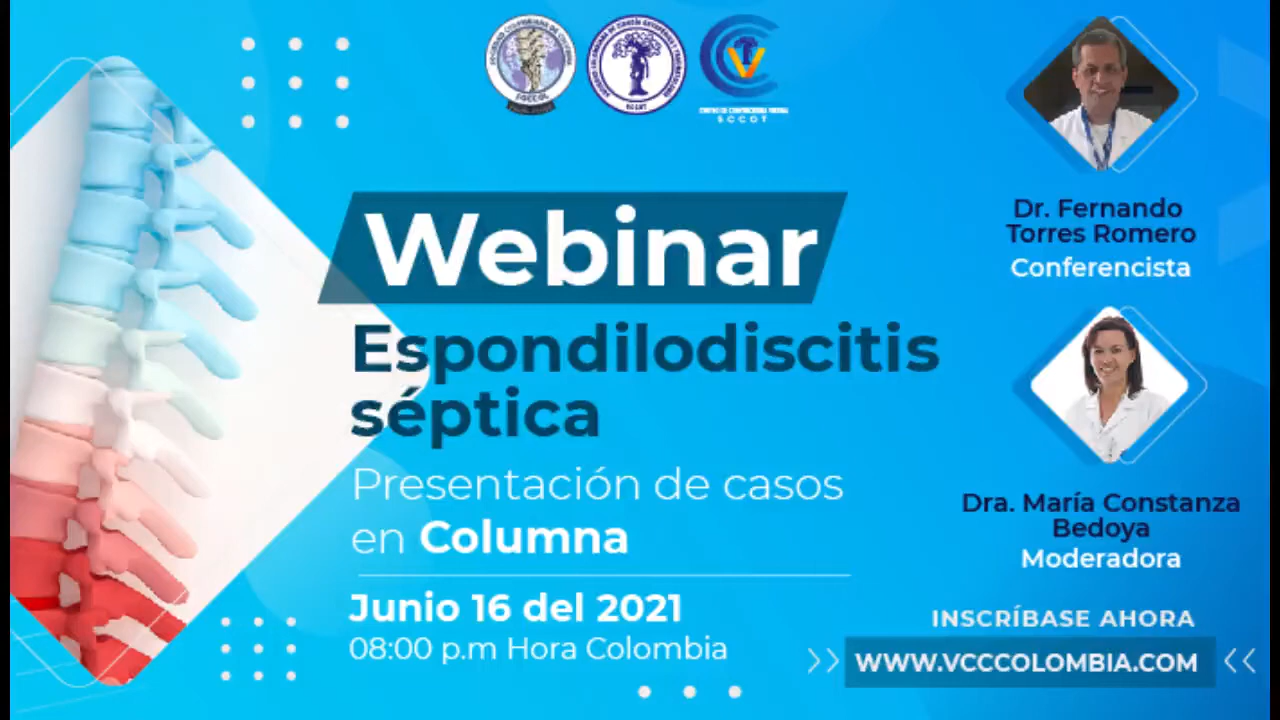 SCCOT
Webinar
Espondilodiscitis
séptica
Presentación de casos
en Columna
Junio 16 del 2021
08:00 p.m Hora Colombia
Dr. Fernando
Torres Romero
Conferencista
Dra. María Constanza
Bedoya
Moderadora
INSCRÍBASE AHORA
WWW.VCCCOLOMBIA.COM